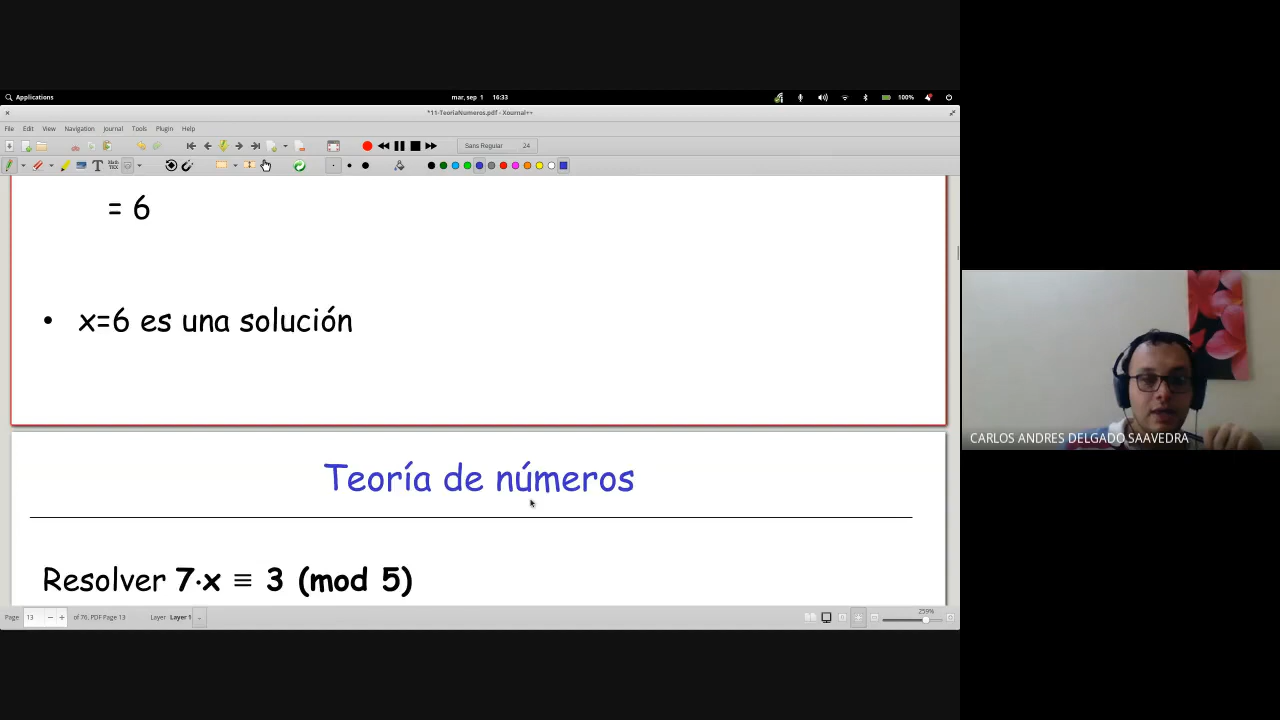 Applications
mar, sep 1 16:33
100%
*11-TeoriaNumeros.pdf - Xournal++
File Edit View Navigation Journal Tools Plugin Help
Sans Regular 24
= 6
• x=6 es una solución
CARLOS ANDRES DELGADO SAAVEDRA
Teoría de números
Resolver 7·x ≡ 3 (mod 5)
Page 13 of 76, PDF Page 13 Layer Layer 1
259%